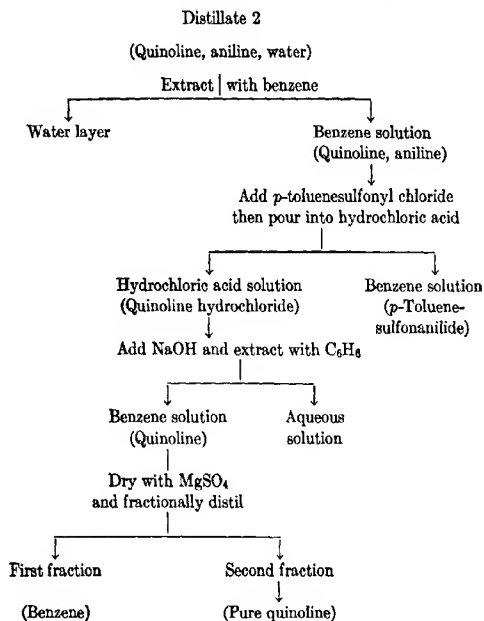 Distillate 2
(Quinoline, aniline, water)
Extract with benzene
Water layer
Benzene solution
(Quinoline, aniline)
Add p-toluenesulfonyl chloride
then pour into hydrochloric acid
Hydrochloric acid solution
(Quinoline hydrochloride)
Benzene solution
(p-Toluene-
sulfonanilide)
Add NaOH and extract with C₆H₆
Benzene solution
(Quinoline)
Aqueous
solution
Dry with MgSO₄
and fractionally distil
First fraction
(Benzene)
Second fraction
(Pure quinoline)